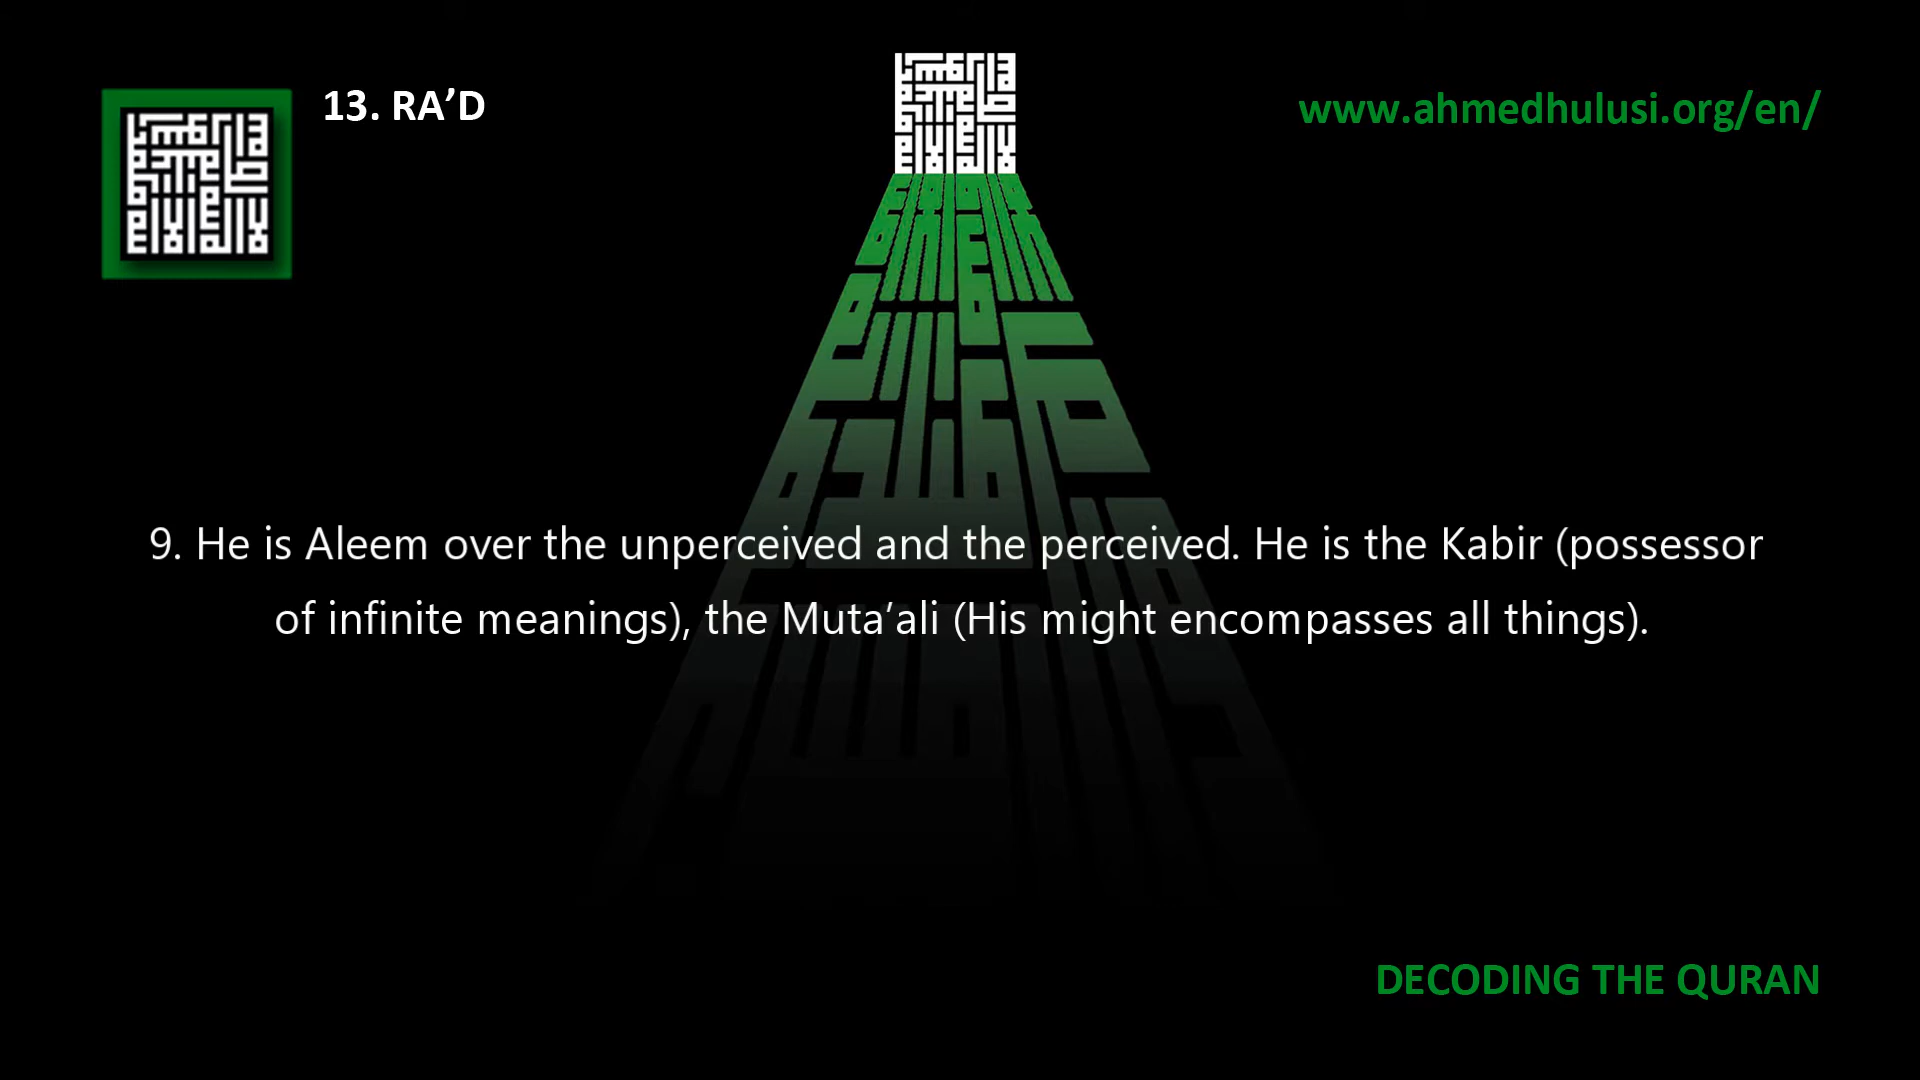 13. RA’D
www.ahmedhulusi.org/en/
9. He is Aleem over the unperceived and the perceived. He is the Kabir (possessor
of infinite meanings), the Muta’ali (His might encompasses all things).
DECODING THE QURAN